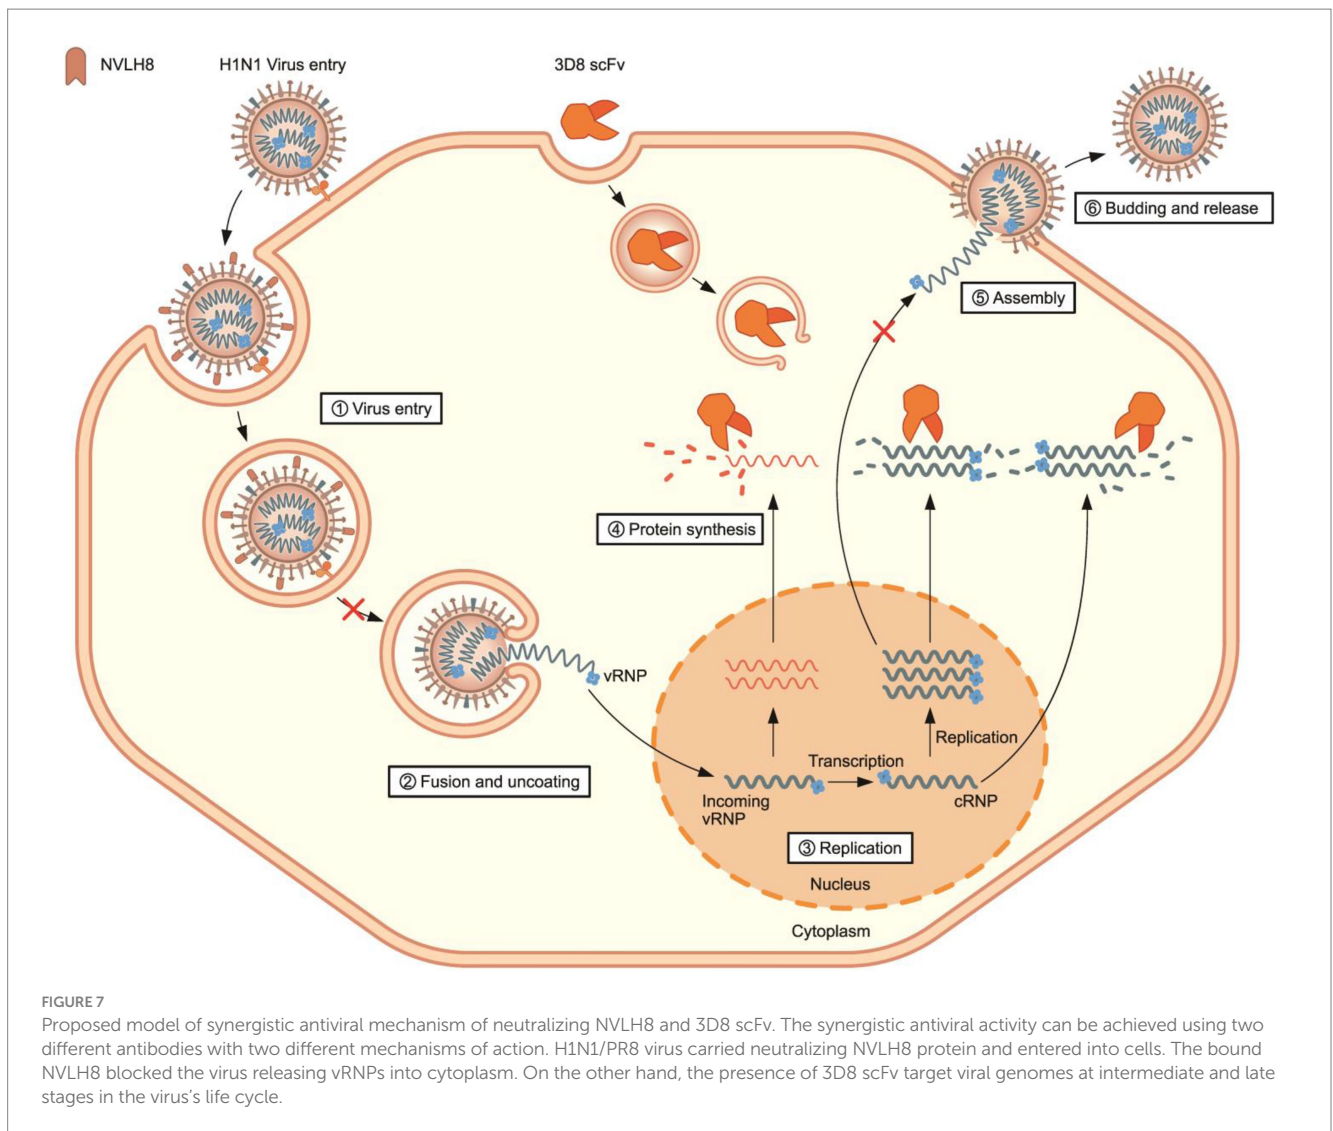 NVLH8
H1N1 Virus entry
3D8 scFv
⑥ Budding and release
⑤ Assembly
① Virus entry
④ Protein synthesis
vRNP
② Fusion and uncoating
Replication
Transcription
Incoming
vRNP
cRNP
③ Replication
Nucleus
Cytoplasm
FIGURE 7
Proposed model of synergistic antiviral mechanism of neutralizing NVLH8 and 3D8 scFv. The synergistic antiviral activity can be achieved using two
different antibodies with two different mechanisms of action. H1N1/PR8 virus carried neutralizing NVLH8 protein and entered into cells. The bound
NVLH8 blocked the virus releasing vRNPs into cytoplasm. On the other hand, the presence of 3D8 scFv target viral genomes at intermediate and late
stages in the virus's life cycle.